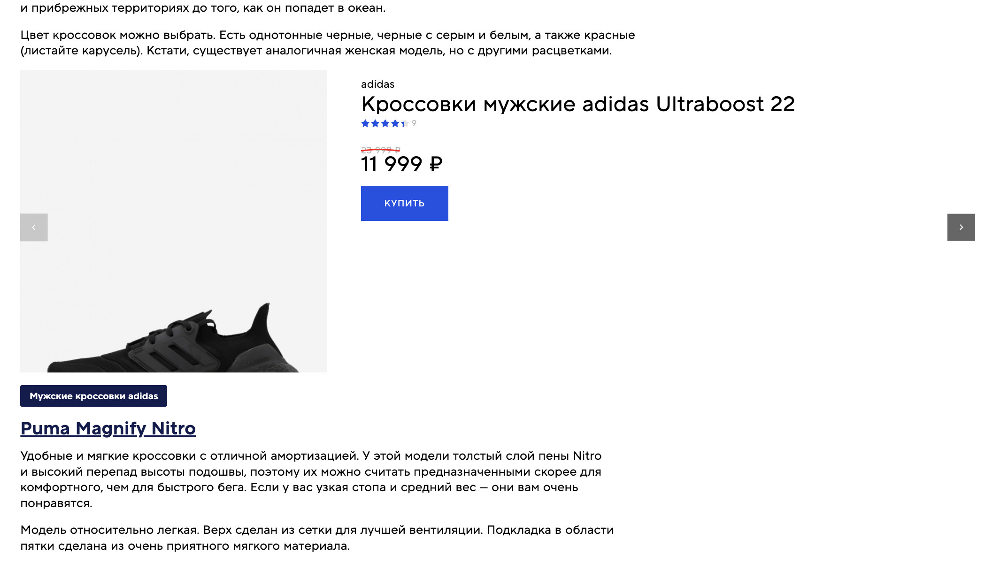 и прибрежных территориях до того, как он попадет в океан.
Цвет кроссовок можно выбрать. Есть однотонные черные, черные с серым и белым, а также красные
(листайте карусель). Кстати, существует аналогичная женская модель, но с другими расцветками.
adidas
Кроссовки мужские adidas Ultraboost 22
9
23 999 ₽
11 999 ₽
КУПИТЬ
Мужские кроссовки adidas
Puma Magnify Nitro
Удобные и мягкие кроссовки с отличной амортизацией. У этой модели толстый слой пены Nitro
и высокий перепад высоты подошвы, поэтому их можно считать предназначенными скорее для
комфортного, чем для быстрого бега. Если у вас узкая стопа и средний вес — они вам очень
понравятся.
Модель относительно легкая. Верх сделан из сетки для лучшей вентиляции. Подкладка в области
пятки сделана из очень приятного мягкого материала.